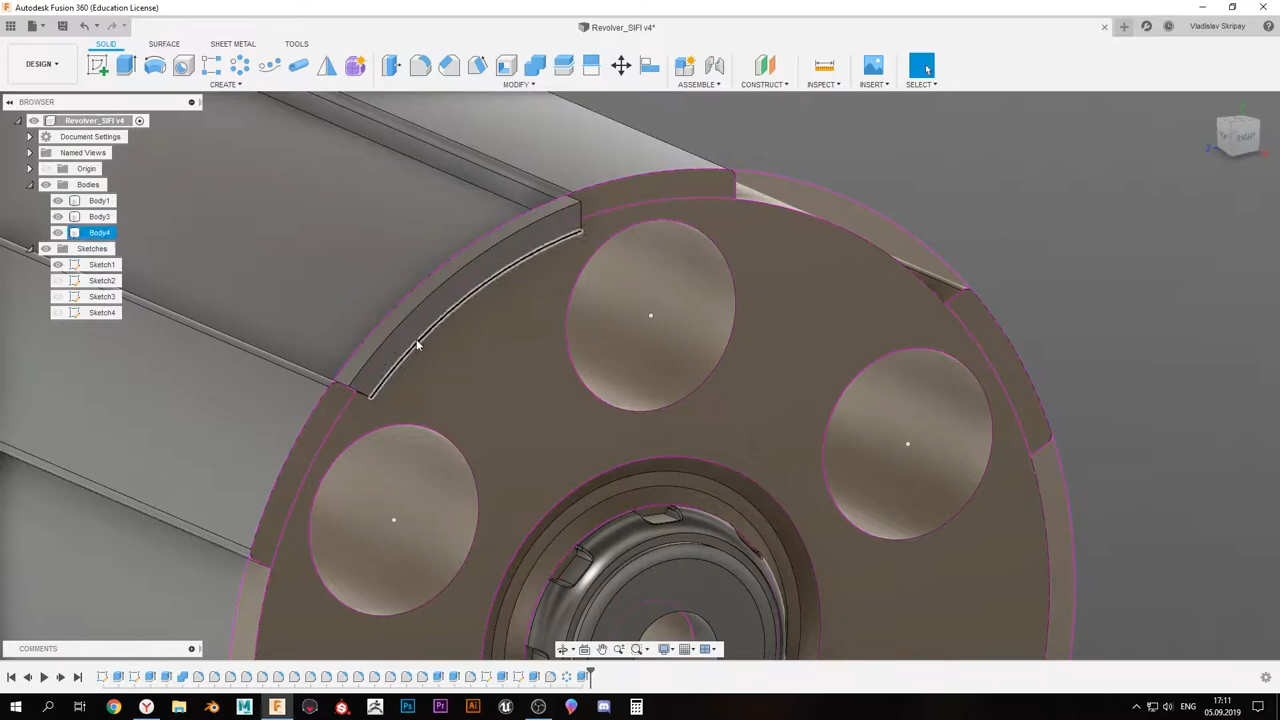 Autodesk Fusion 360 (Education License)
Revolver_SIFI v4*
Vladislav Skripay
SOLID
SURFACE
SHEET METAL
TOOLS
DESIGN
CREATE
MODIFY
ASSEMBLE
CONSTRUCT
INSPECT
INSERT
SELECT
BROWSER
Revolver_SIFI v4
Document Settings
Named Views
Origin
Bodies
Body1
Body3
Body4
Sketches
Sketch1
Sketch2
Sketch3
Sketch4
RIGHT
Z
X
COMMENTS
17:11
05.09.2019